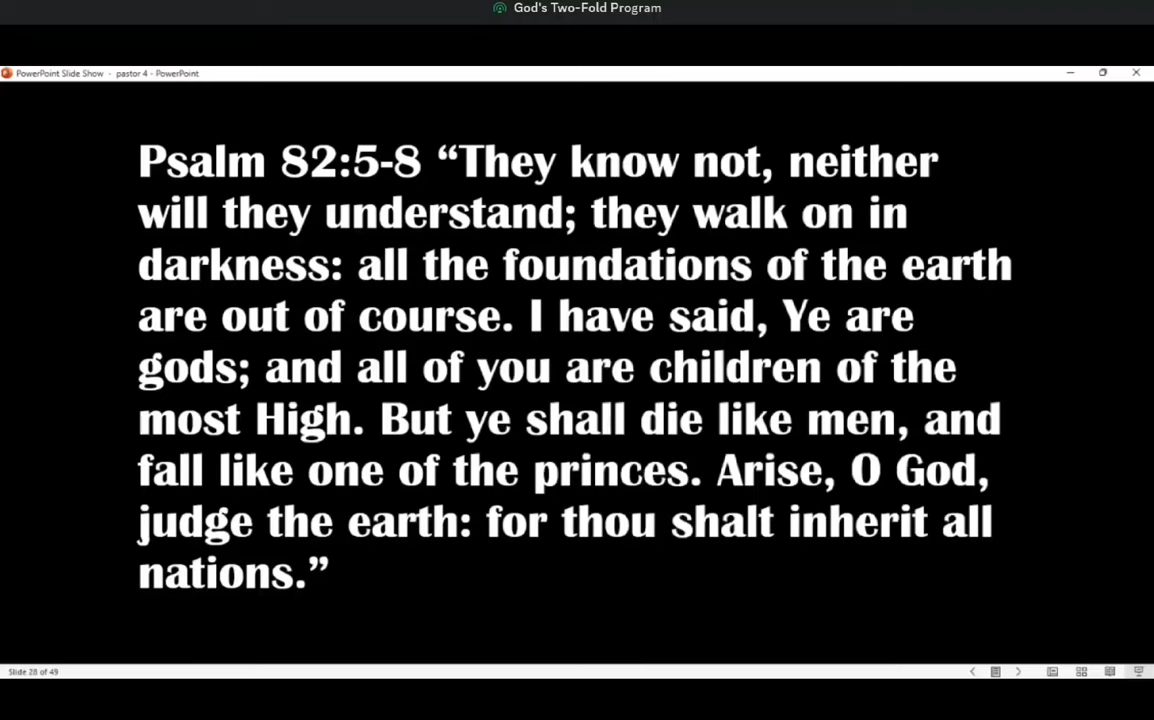 God's Two-Fold Program
PowerPoint Slide Show - pastor 4 - PowerPoint
Psalm 82:5-8 “They know not, neither
will they understand; they walk on in
darkness: all the foundations of the earth
are out of course. I have said, Ye are
gods; and all of you are children of the
most High. But ye shall die like men, and
fall like one of the princes. Arise, O God,
judge the earth: for thou shalt inherit all
nations.”
Slide 28 of 49